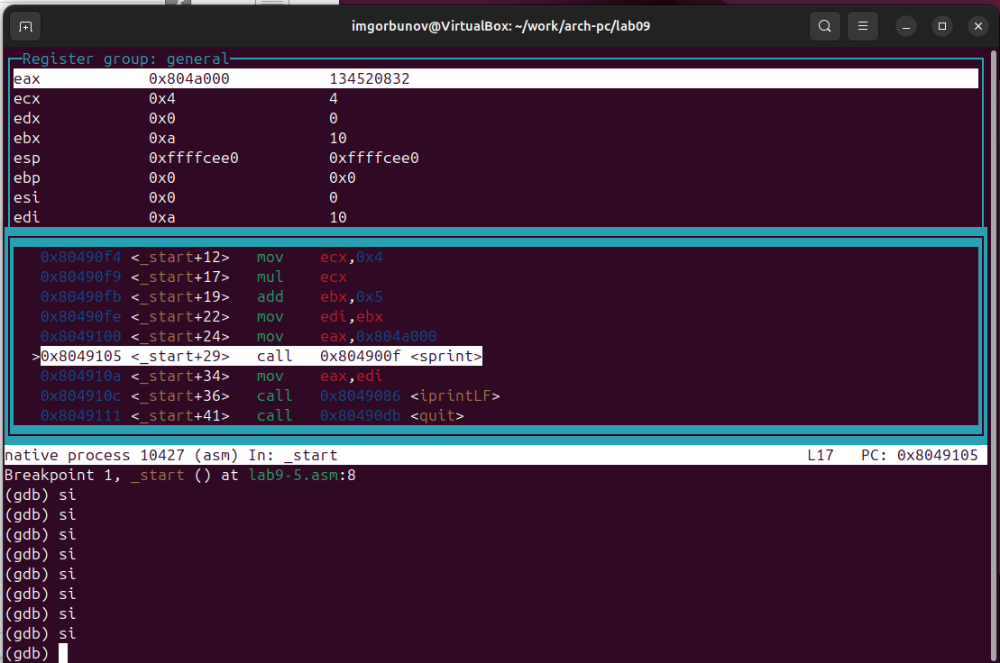 imgorbunov@VirtualBox: ~/work/arch-pc/lab09
Register group: general
eax 0x804a000 134520832
ecx 0x4 4
edx 0x0 0
ebx 0xa 10
esp 0xffffcee0 0xffffcee0
ebp 0x0 0x0
esi 0x0 0
edi 0xa 10
0x80490f4 <_start+12> mov ecx,0x4
0x80490f9 <_start+17> mul ecx
0x80490fb <_start+19> add ebx,0x5
0x80490fe <_start+22> mov edi,ebx
0x8049100 <_start+24> mov eax,0x804a000
>0x8049105 <_start+29> call 0x804900f <sprint>
0x804910a <_start+34> mov eax,edi
0x804910c <_start+36> call 0x8049086 <iprintLF>
0x8049111 <_start+41> call 0x80490db <quit>
native process 10427 (asm) In: _start L17 PC: 0x8049105
Breakpoint 1, _start () at lab9-5.asm:8
(gdb) si
(gdb) si
(gdb) si
(gdb) si
(gdb) si
(gdb) si
(gdb) si
(gdb) si
(gdb)